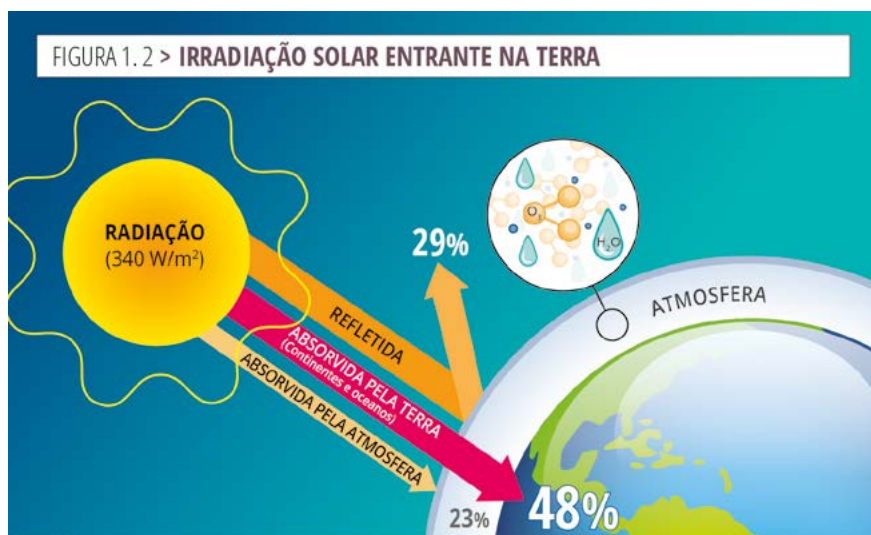 FIGURA 1. 2 > IRRADIAÇÃO SOLAR ENTRANTE NA TERRA
RADIAÇÃO
(340 W/m²)
29%
REFLETIDA
ABSORVIDA PELA TERRA
(Continentes e oceanos)
ABSORVIDA PELA ATMOSFERA
O₃
H₂O
ATMOSFERA
23%
48%